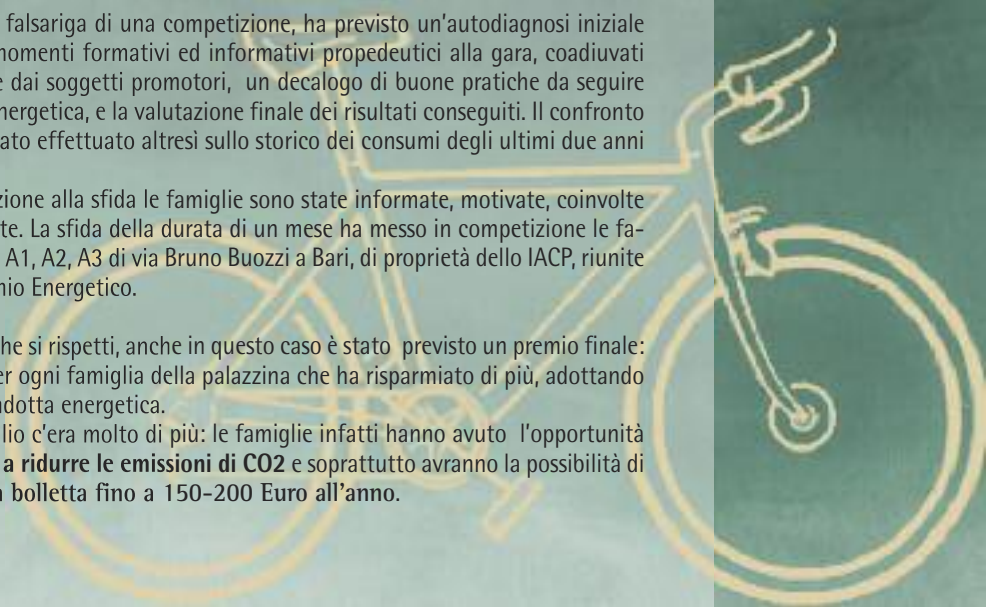 falsariga di una competizione, ha previsto un'autodiagnosi iniziale
momenti formativi ed informativi propedeutici alla gara, coadiuvati
e dai soggetti promotori, un decalogo di buone pratiche da seguire
nergetica, e la valutazione finale dei risultati conseguiti. Il confronto
ato effettuato altresì sullo storico dei consumi degli ultimi due anni
zione alla sfida le famiglie sono state informate, motivate, coinvolte
te. La sfida della durata di un mese ha messo in competizione le fa-
A1, A2, A3 di via Bruno Buozzi a Bari, di proprietà dello IACP, riunite
nio Energetico.
he si rispetti, anche in questo caso è stato previsto un premio finale:
er ogni famiglia della palazzina che ha risparmiato di più, adottando
ndotta energetica.
lio c'era molto di più: le famiglie infatti hanno avuto l'opportunità
a ridurre le emissioni di CO2 e soprattutto avranno la possibilità di
a bolletta fino a 150-200 Euro all'anno.